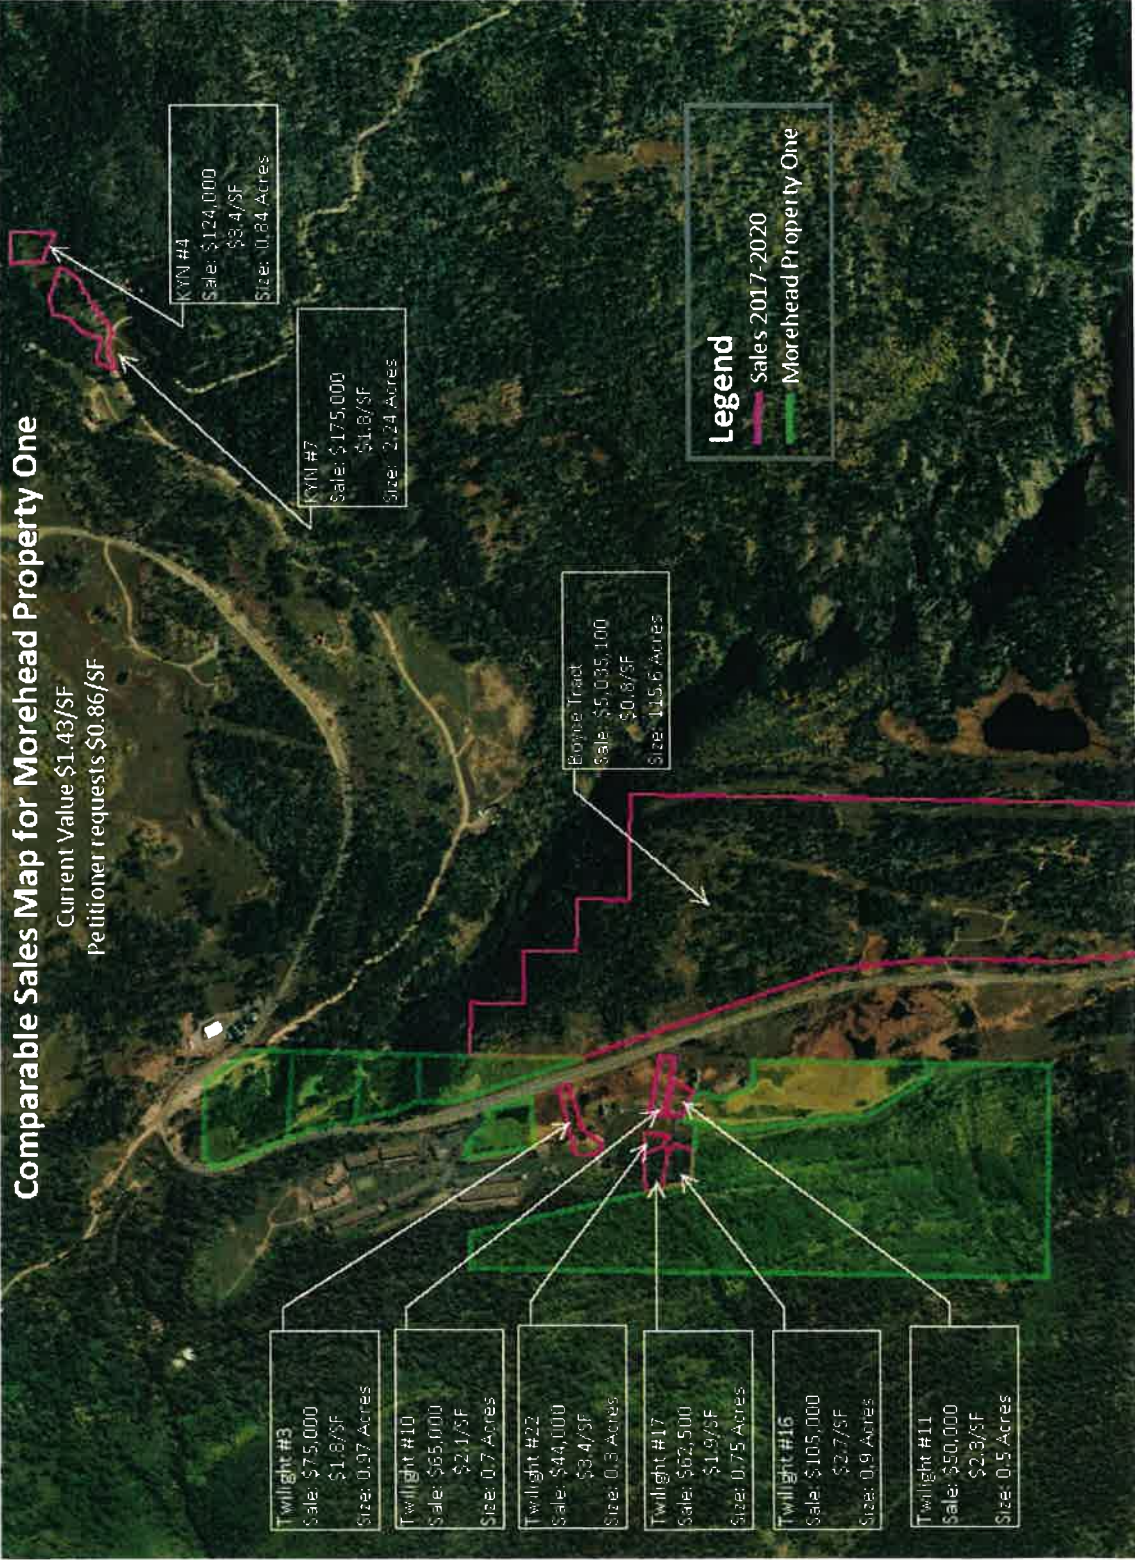 Comparable Sales Map for Morehead Property One
Current Value $1.43/SF
Petitioner requests $0.86/SF
KYN #4
Sale: $124,000
$3.4/SF
Size: 0.84 Acres
KYN #7
Sale: $175,000
$1.8/SF
Size: 2.24 Acres
Boyce Tract
Sale: $5,035,100
$0.8/SF
Size: 115.6 Acres
Legend
Sales 2017-2020
Morehead Property One
Twilight #3
Sale: $75,000
$1.8/SF
Size: 0.97 Acres
Twilight #10
Sale: $65,000
$2.1/SF
Size: 0.7 Acres
Twilight #22
Sale: $44,000
$3.4/SF
Size: 0.3 Acres
Twilight #17
Sale: $62,500
$1.9/SF
Size: 0.75 Acres
Twilight #16
Sale: $105,000
$2.7/SF
Size: 0.9 Acres
Twilight #11
Sale: $50,000
$2.3/SF
Size: 0.5 Acres